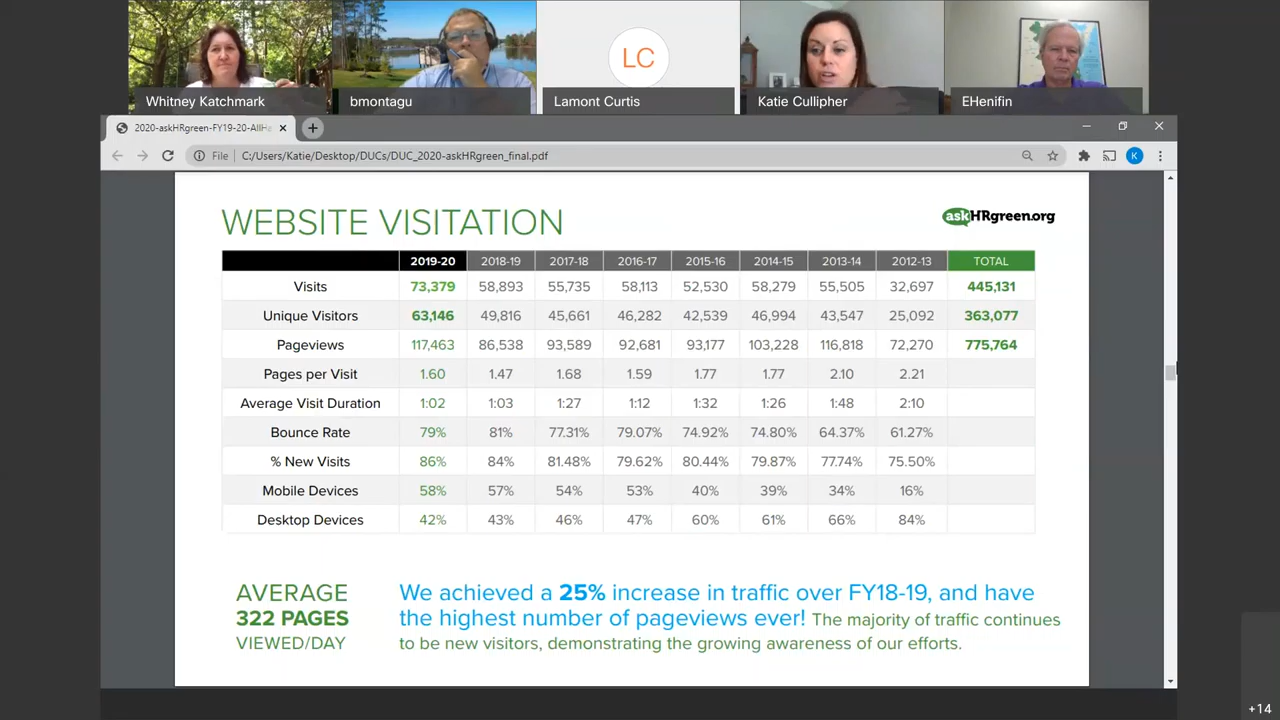 LC
Whitney Katchmark
bmontagu
Lamont Curtis
Katie Cullipher
EHenifin
2020-askHRgreen-FY19-20-AllHa
File C:/Users/Katie/Desktop/DUCs/DUC_2020-askHRgreen_final.pdf
K
WEBSITE VISITATION
askHRgreen.org
2019-20 2018-19 2017-18 2016-17 2015-16 2014-15 2013-14 2012-13 TOTAL
Visits 73,379 58,893 55,735 58,113 52,530 58,279 55,505 32,697 445,131
Unique Visitors 63,146 49,816 45,661 46,282 42,539 46,994 43,547 25,092 363,077
Pageviews 117,463 86,538 93,589 92,681 93,177 103,228 116,818 72,270 775,764
Pages per Visit 1.60 1.47 1.68 1.59 1.77 1.77 2.10 2.21
Average Visit Duration 1:02 1:03 1:27 1:12 1:32 1:26 1:48 2:10
Bounce Rate 79% 81% 77.31% 79.07% 74.92% 74.80% 64.37% 61.27%
% New Visits 86% 84% 81.48% 79.62% 80.44% 79.87% 77.74% 75.50%
Mobile Devices 58% 57% 54% 53% 40% 39% 34% 16%
Desktop Devices 42% 43% 46% 47% 60% 61% 66% 84%
AVERAGE
322 PAGES
VIEWED/DAY
We achieved a 25% increase in traffic over FY18-19, and have
the highest number of pageviews ever! The majority of traffic continues
to be new visitors, demonstrating the growing awareness of our efforts.
+14